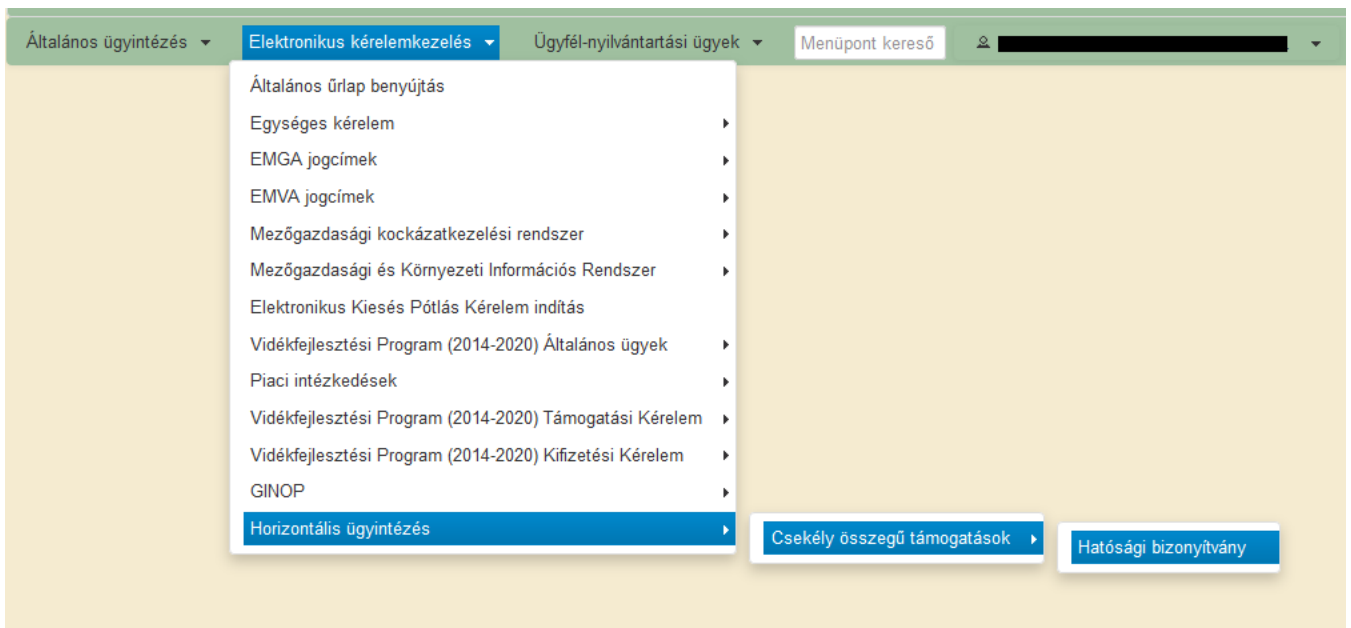 Általános ügyintézés Elektronikus kérelemkezelés Ügyfél-nyilvántartási ügyek Menüpont kereső
Általános űrlap benyújtás
Egységes kérelem
EMGA jogcímek
EMVA jogcímek
Mezőgazdasági kockázatkezelési rendszer
Mezőgazdasági és Környezeti Információs Rendszer
Elektronikus Kiesés Pótlás Kérelem indítás
Vidékfejlesztési Program (2014-2020) Általános ügyek
Piaci intézkedések
Vidékfejlesztési Program (2014-2020) Támogatási Kérelem
Vidékfejlesztési Program (2014-2020) Kifizetési Kérelem
GINOP
Horizontális ügyintézés
Csekély összegű támogatások
Hatósági bizonyítvány